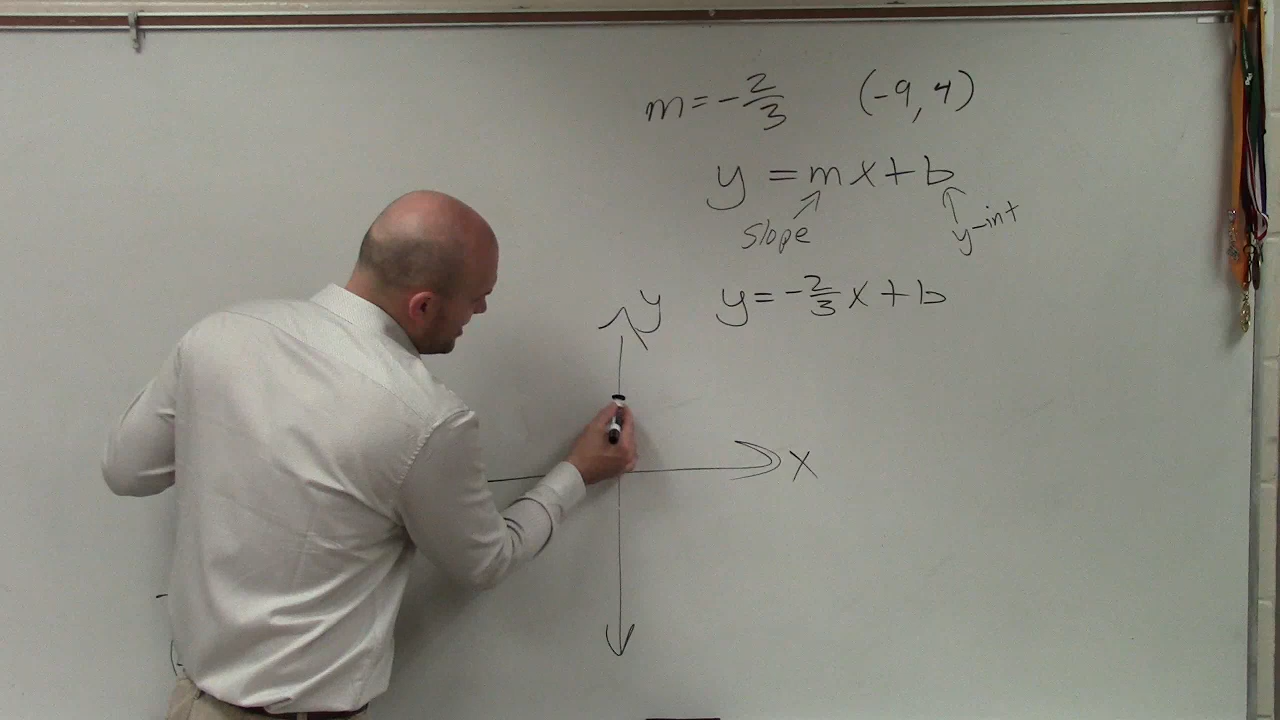 m = -2/3 (-9, 4)
y = mx + b
slope y-int
y = -2/3 x + b
y
x